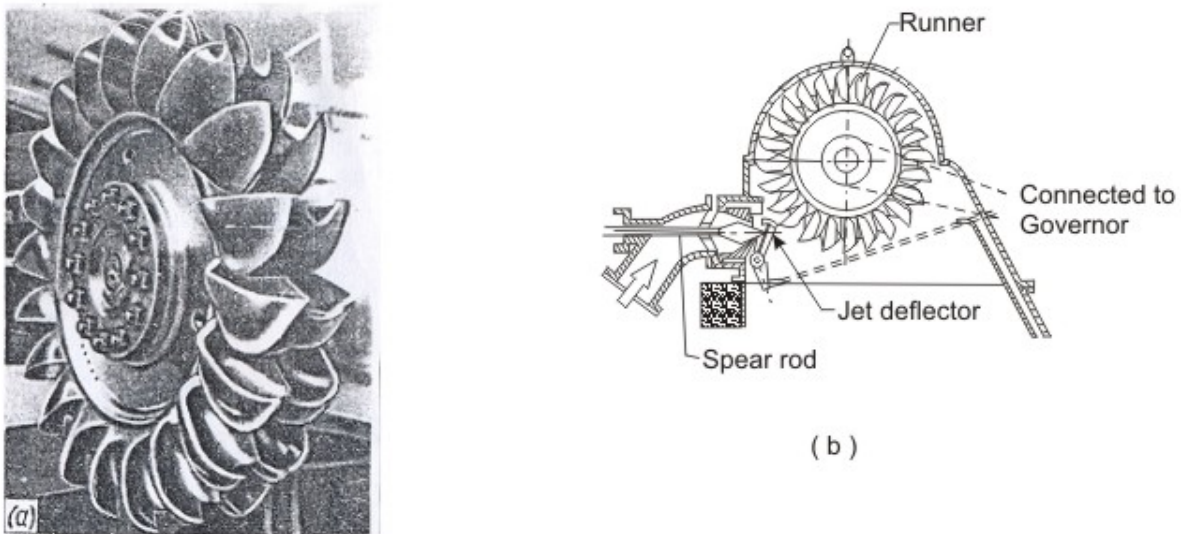 (a)
Runner
Connected to
Governor
Jet deflector
Spear rod
( b )